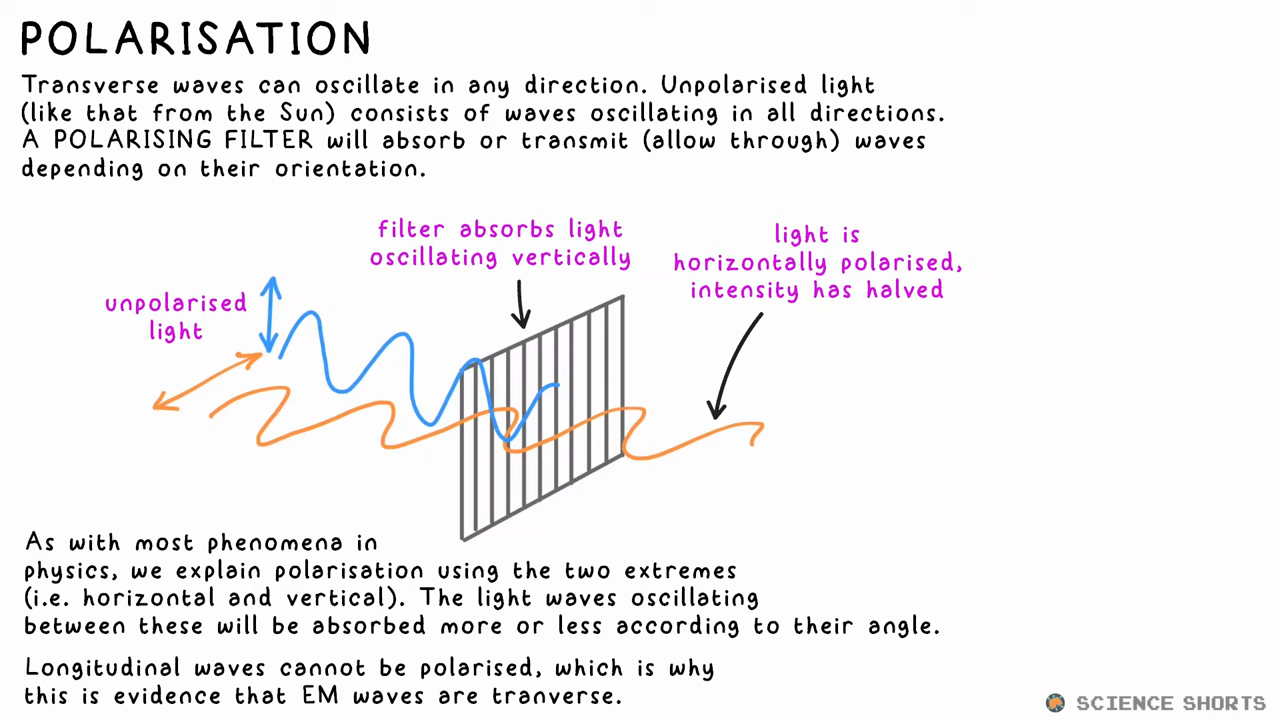 POLARISATION
Transverse waves can oscillate in any direction. Unpolarised light
(like that from the Sun) consists of waves oscillating in all directions.
A POLARISING FILTER will absorb or transmit (allow through) waves
depending on their orientation.
filter absorbs light
oscillating vertically
light is
horizontally polarised,
intensity has halved
unpolarised
light
As with most phenomena in
physics, we explain polarisation using the two extremes
(i.e. horizontal and vertical). The light waves oscillating
between these will be absorbed more or less according to their angle.
Longitudinal waves cannot be polarised, which is why
this is evidence that EM waves are tranverse.
SCIENCE SHORTS